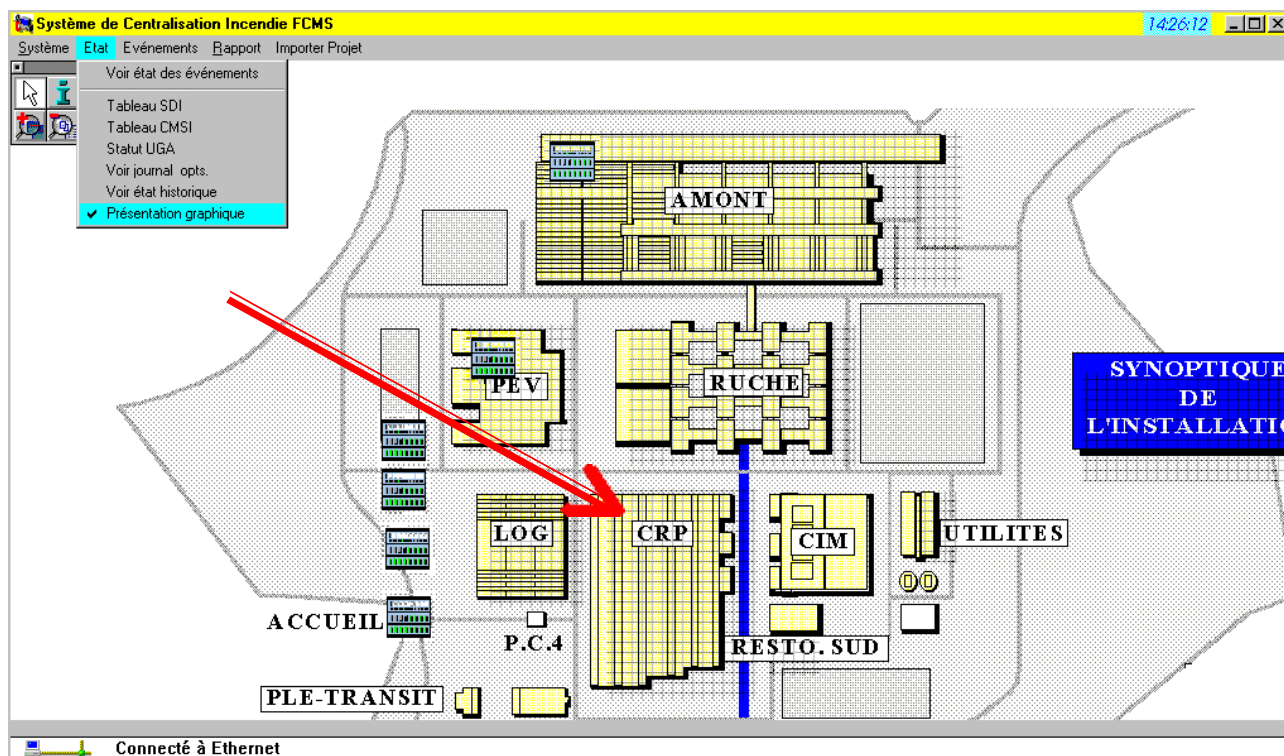 Système de Centralisation Incendie FCMS
14:26:12
Système Etat Evénements Rapport Importer Projet
Voir état des événements
Tableau SDI
Tableau CMSI
Statut UGA
Voir journal opts.
Voir état historique
Présentation graphique
AMONT
PEV
RUCHE
SYNOPTIQUE
DE
L'INSTALLATIO
LOG
CRP
CIM
UTILITES
ACCUEIL
P.C.4
RESTO. SUD
PLE-TRANSIT
Connecté à Ethernet